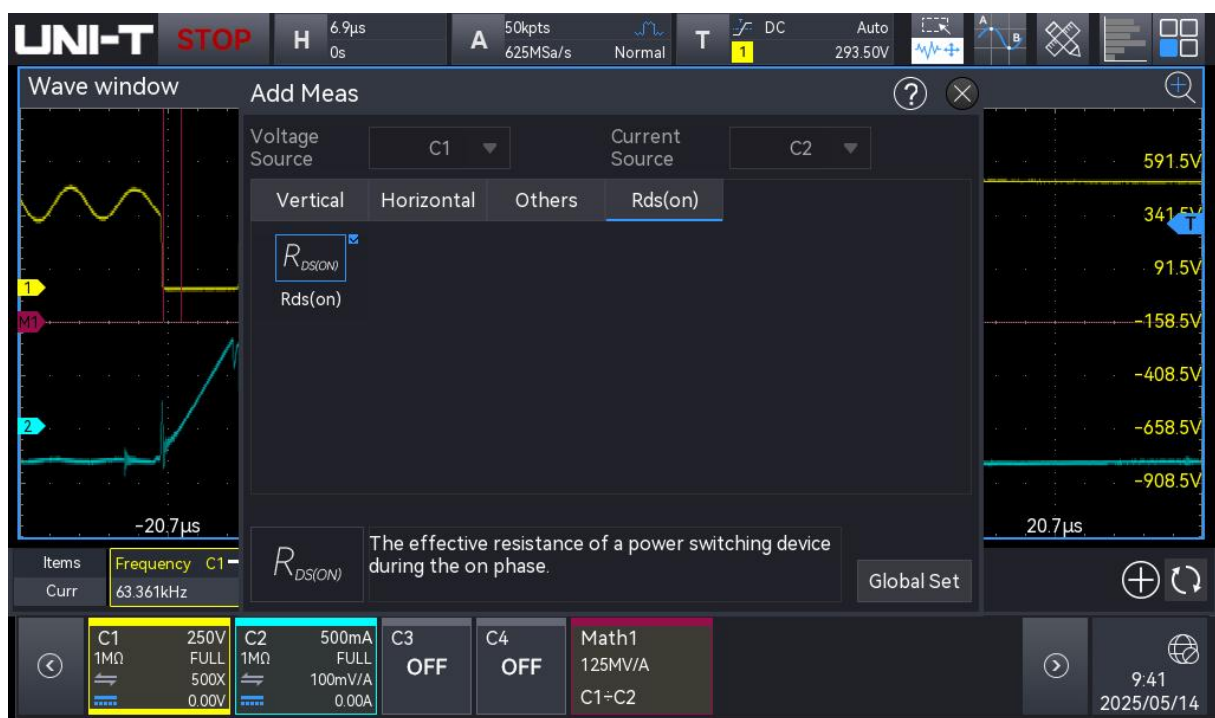 UNI-T STOP H 6.9µs A 50kpts T DC Auto A
0s 625MSa/s Normal 1 293.50V B
Wave window
Add Meas ?
Voltage Source C1 Current Source C2
Vertical Horizontal Others Rds(on)
R DS(ON)
Rds(on)
591.5V
341.5V
T
91.5V
-158.5V
-408.5V
-658.5V
-908.5V
1
M1
2
-20.7µs 20.7µs
R DS(ON)
The effective resistance of a power switching device
during the on phase.
Global Set
Items Frequency C1
Curr 63.361kHz
C1 250V
1MΩ FULL
500X
0.00V
C2 500mA
1MΩ FULL
100mV/A
0.00A
C3
OFF
C4
OFF
Math1
125MV/A
C1÷C2
9:41
2025/05/14